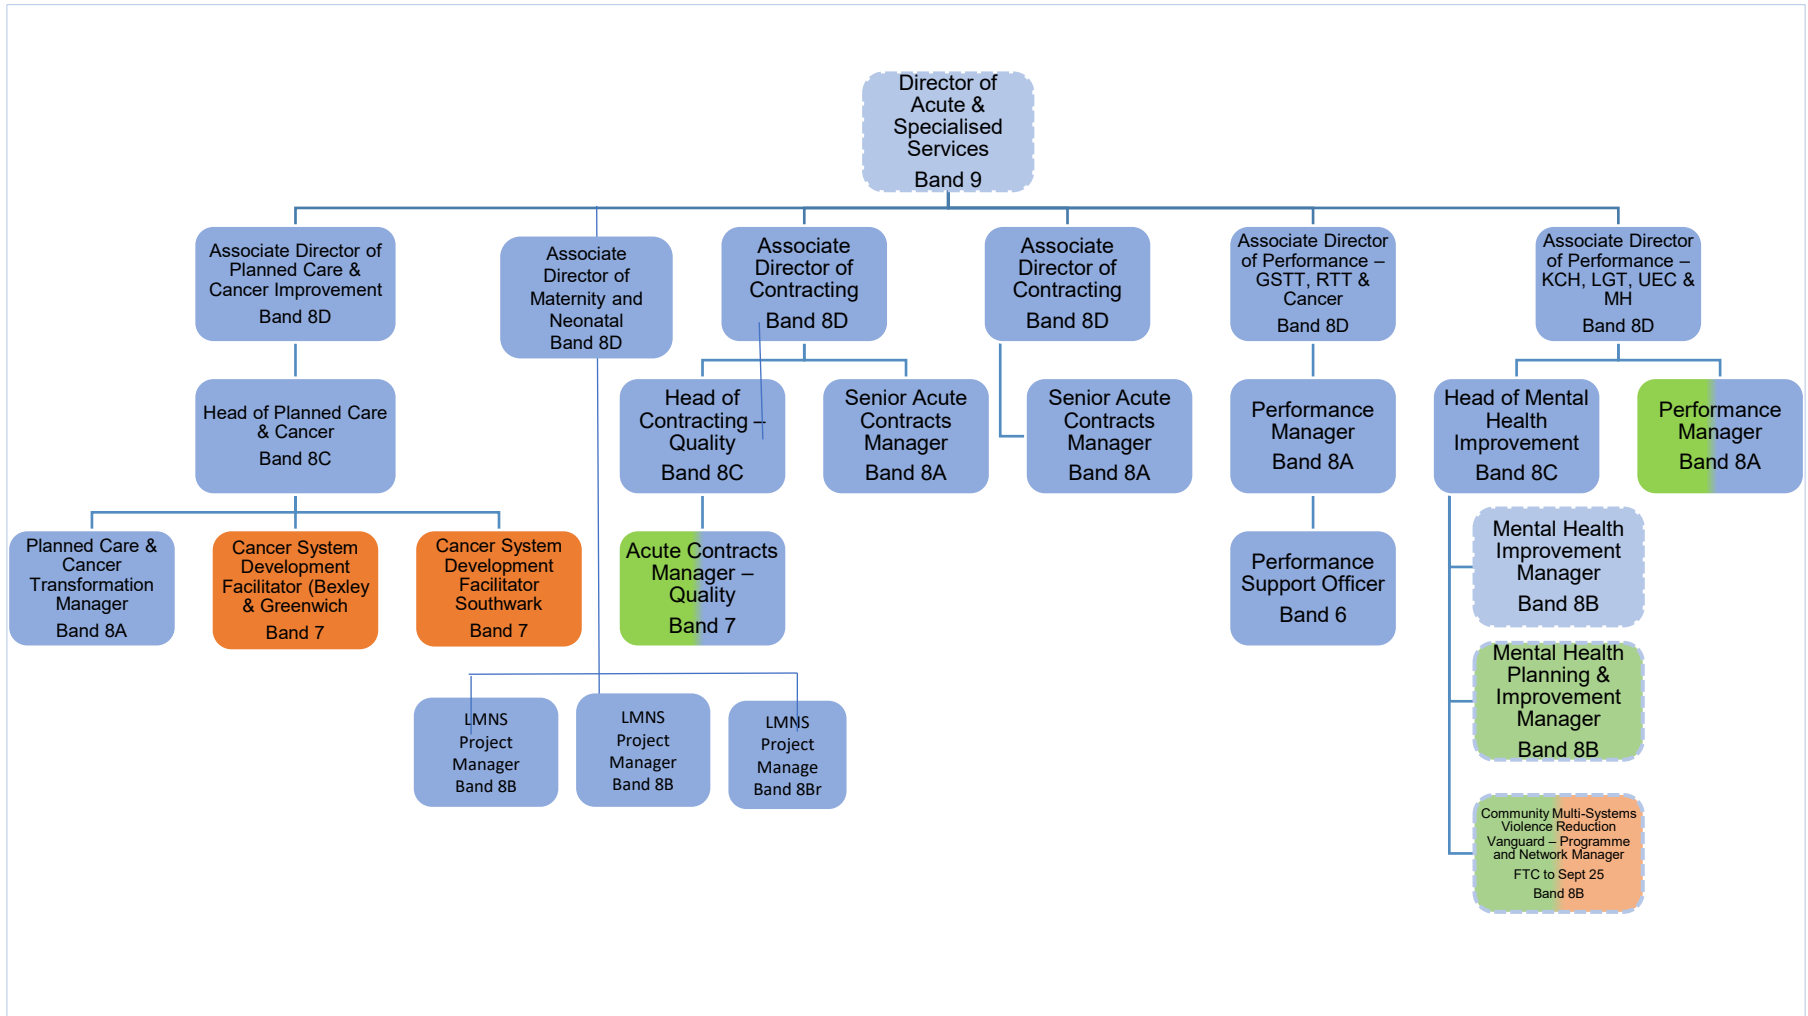 Director of
Acute &
Specialised
Services
Band 9
Associate Director of
Planned Care &
Cancer Improvement
Band 8D
Associate
Director of
Maternity and
Neonatal
Band 8D
Associate
Director of
Contracting
Band 8D
Associate
Director of
Contracting
Band 8D
Associate Director
of Performance –
GSTT, RTT &
Cancer
Band 8D
Associate Director
of Performance –
KCH, LGT, UEC &
MH
Band 8D
Head of Planned Care
& Cancer
Band 8C
Head of
Contracting –
Quality
Band 8C
Senior Acute
Contracts
Manager
Band 8A
Senior Acute
Contracts
Manager
Band 8A
Performance
Manager
Band 8A
Head of Mental
Health
Improvement
Band 8C
Performance
Manager
Band 8A
Planned Care &
Cancer
Transformation
Manager
Band 8A
Cancer System
Development
Facilitator (Bexley
& Greenwich
Band 7
Cancer System
Development
Facilitator
Southwark
Band 7
Acute Contracts
Manager –
Quality
Band 7
Performance
Support Officer
Band 6
Mental Health
Improvement
Manager
Band 8B
Mental Health
Planning &
Improvement
Manager
Band 8B
LMNS
Project
Manager
Band 8B
LMNS
Project
Manager
Band 8B
LMNS
Project
Manage
Band 8Br
Community Multi-Systems
Violence Reduction
Vanguard – Programme
and Network Manager
FTC to Sept 25
Band 8B